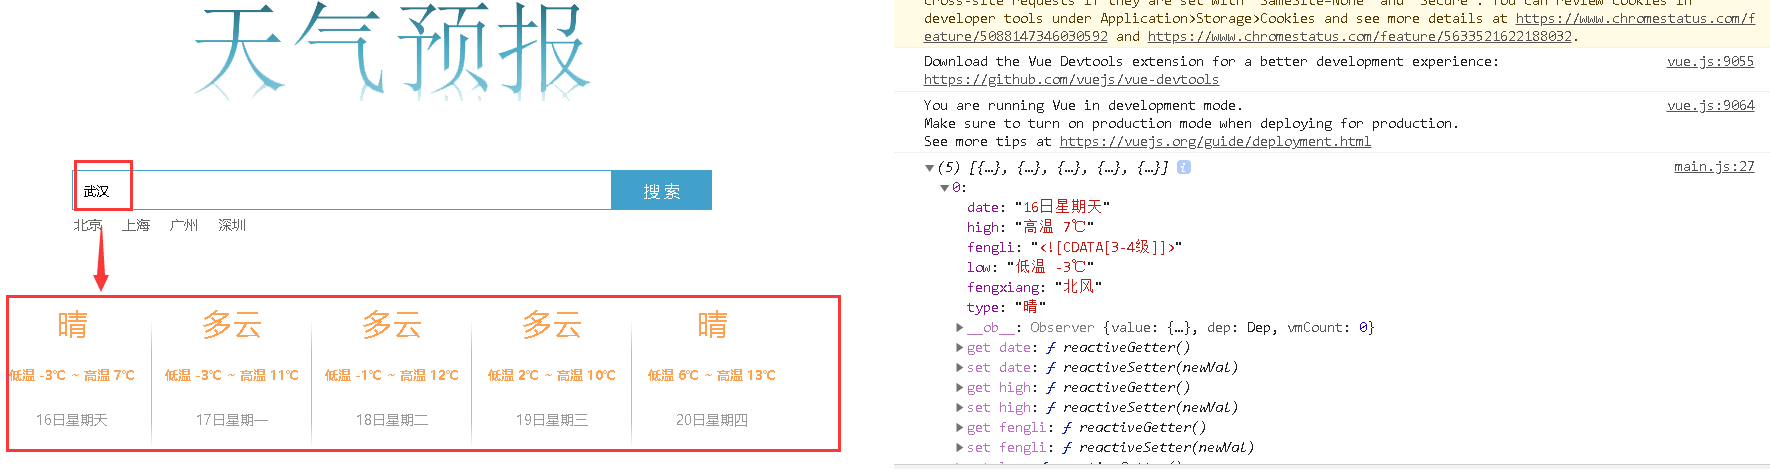 天气预报
武汉
搜索
北京 上海 广州 深圳
晴 多云 多云 多云 晴
低温 -3℃ ~ 高温 7℃ 低温 -3℃ ~ 高温 11℃ 低温 -1℃ ~ 高温 12℃ 低温 2℃ ~ 高温 10℃ 低温 6℃ ~ 高温 13℃
16日星期天 17日星期一 18日星期二 19日星期三 20日星期四
cross-site requests if they are set with `SameSite=None` and `Secure`. You can review cookies in
developer tools under Application>Storage>Cookies and see more details at https://www.chromestatus.com/f
eature/5088147346030592 and https://www.chromestatus.com/feature/5633521622188032.
Download the Vue Devtools extension for a better development experience: vue.js:9055
https://github.com/vuejs/vue-devtools
You are running Vue in development mode. vue.js:9064
Make sure to turn on production mode when deploying for production.
See more tips at https://vuejs.org/guide/deployment.html
▼(5) [{…}, {…}, {…}, {…}, {…}] i main.js:27
▼0:
date: "16日星期天"
high: "高温 7℃"
fengli: "<![CDATA[3-4级]]>"
low: "低温 -3℃"
fengxiang: "北风"
type: "晴"
▶__ob__: Observer {value: {…}, dep: Dep, vmCount: 0}
▶get date: ƒ reactiveGetter()
▶set date: ƒ reactiveSetter(newVal)
▶get high: ƒ reactiveGetter()
▶set high: ƒ reactiveSetter(newVal)
▶get fengli: ƒ reactiveGetter()
▶set fengli: ƒ reactiveSetter(newVal)